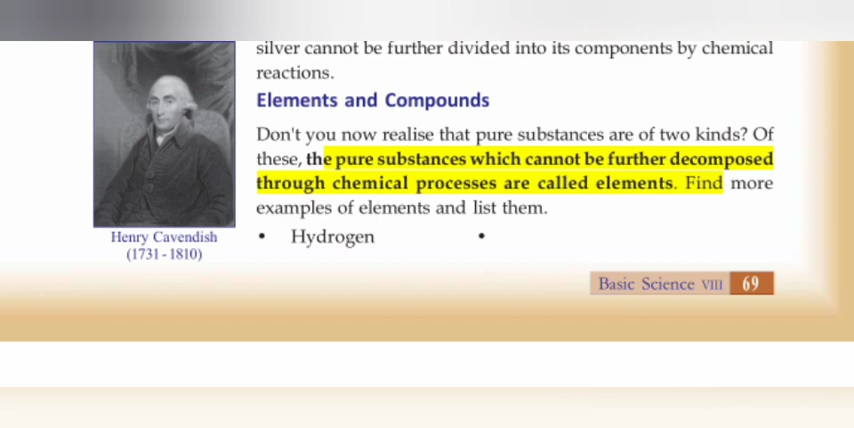 silver cannot be further divided into its components by chemical
reactions.
Elements and Compounds
Don't you now realise that pure substances are of two kinds? Of
these, the pure substances which cannot be further decomposed
through chemical processes are called elements. Find more
examples of elements and list them.
• Hydrogen •
Henry Cavendish
(1731 - 1810)
Basic Science VIII 69